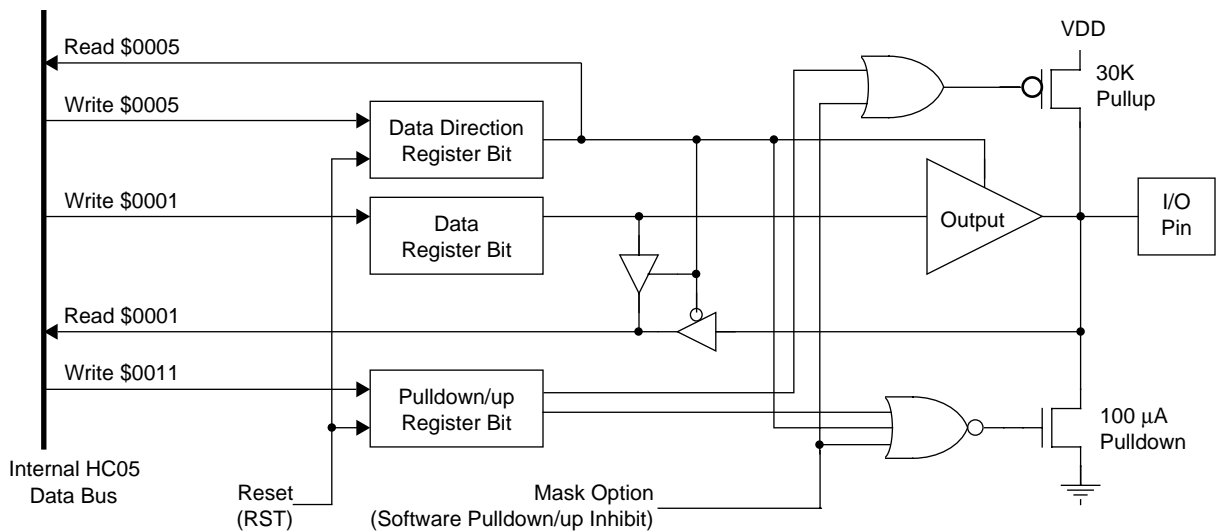 VDD
Read $0005
30K
Pullup
Write $0005
Data Direction
Register Bit
Write $0001
Data
Register Bit
Output
I/O
Pin
Read $0001
Write $0011
Pulldown/up
Register Bit
100 µA
Pulldown
Internal HC05
Data Bus
Reset
(RST)
Mask Option
(Software Pulldown/up Inhibit)